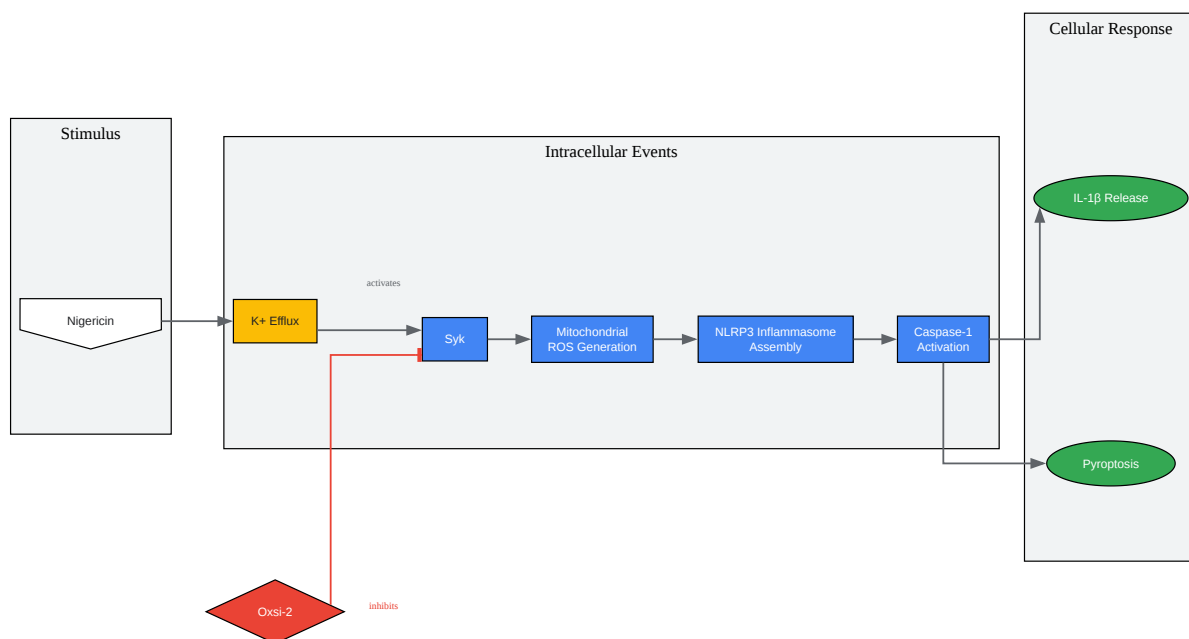 Stimulus
Nigericin
Intracellular Events
K+ Efflux
activates
Syk
Mitochondrial
ROS Generation
NLRP3 Inflammasome
Assembly
Caspase-1
Activation
Cellular Response
IL-1β Release
Pyroptosis
Oxsi-2
inhibits